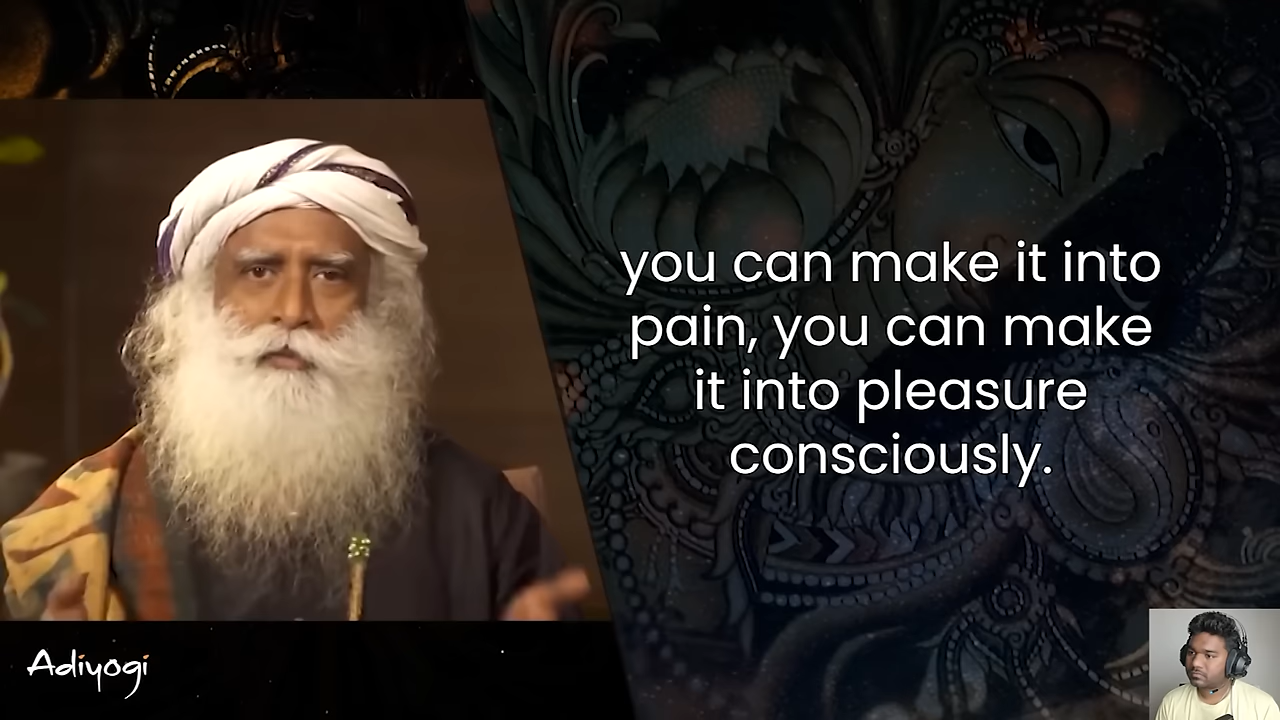 you can make it into
pain, you can make
it into pleasure
consciously.
Adiyogi